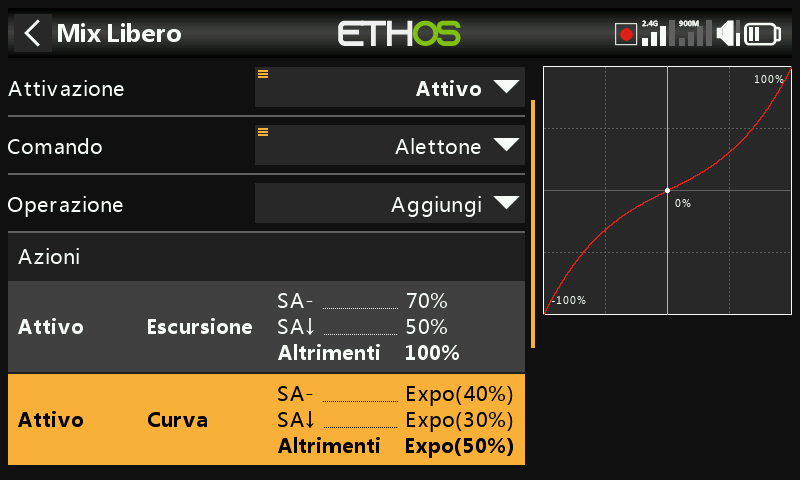 Mix Libero
ETHOS
2.4G
900M
Attivazione
Attivo
Comando
Alettone
Operazione
Aggiungi
Azioni
Attivo
Escursione
SA- 70%
SA↓ 50%
Altrimenti 100%
Attivo
Curva
SA- Expo(40%)
SA↓ Expo(30%)
Altrimenti Expo(50%)
100%
0%
-100%